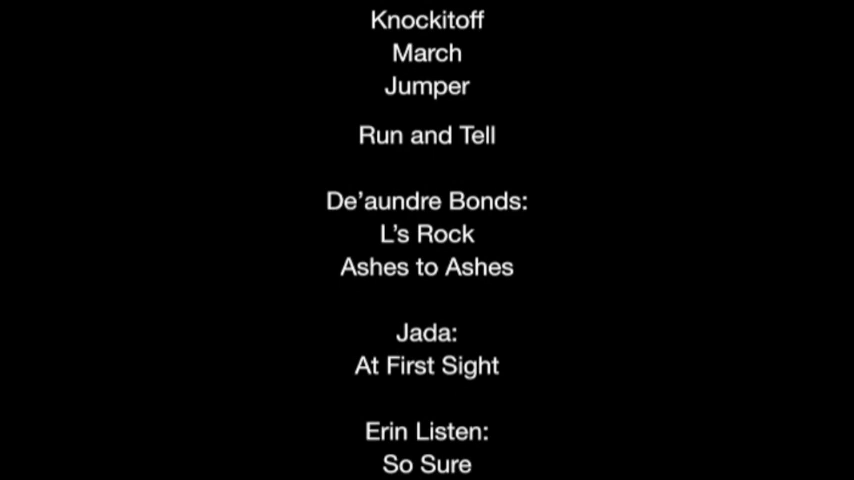 Knockitoff
March
Jumper
Run and Tell
De’aundre Bonds:
L’s Rock
Ashes to Ashes
Jada:
At First Sight
Erin Listen:
So Sure